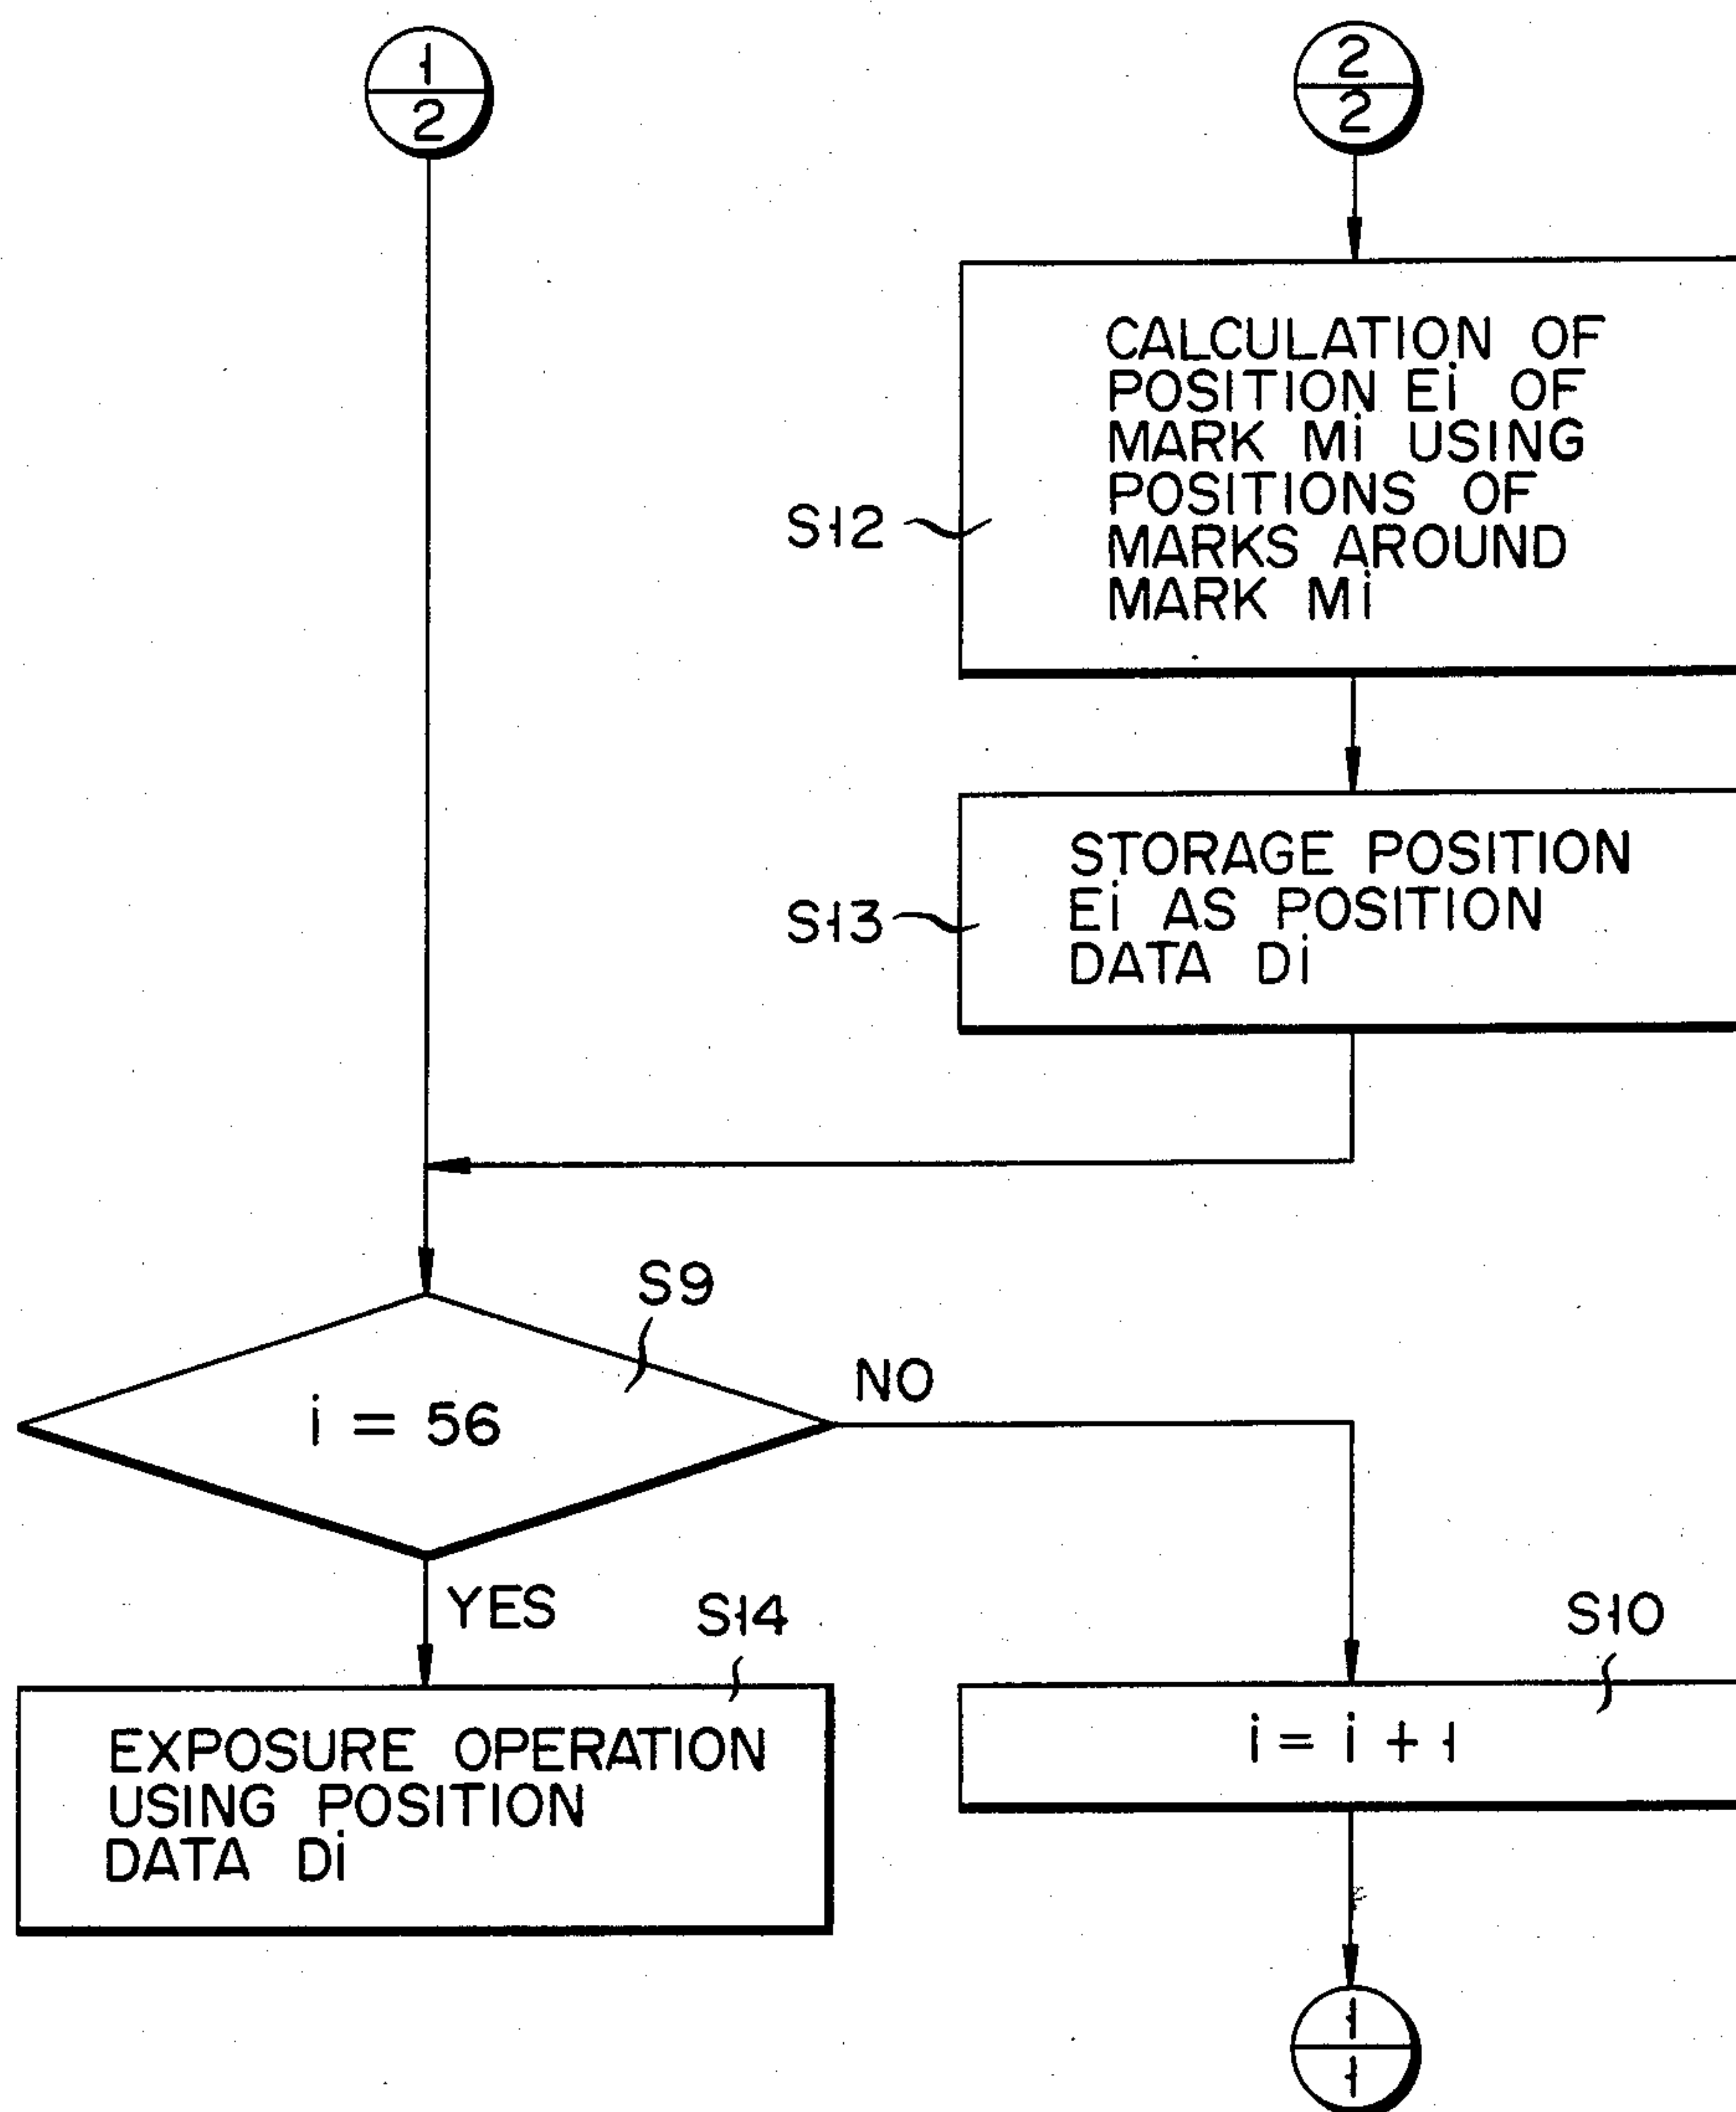 1
2
2
2
CALCULATION OF
POSITION Ei OF
MARK Mi USING
POSITIONS OF
MARKS AROUND
MARK Mi
S12
STORAGE POSITION
Ei AS POSITION
DATA Di
S13
S9
i = 56
NO
YES
S14
EXPOSURE OPERATION
USING POSITION
DATA Di
S10
i = i + 1
1
1